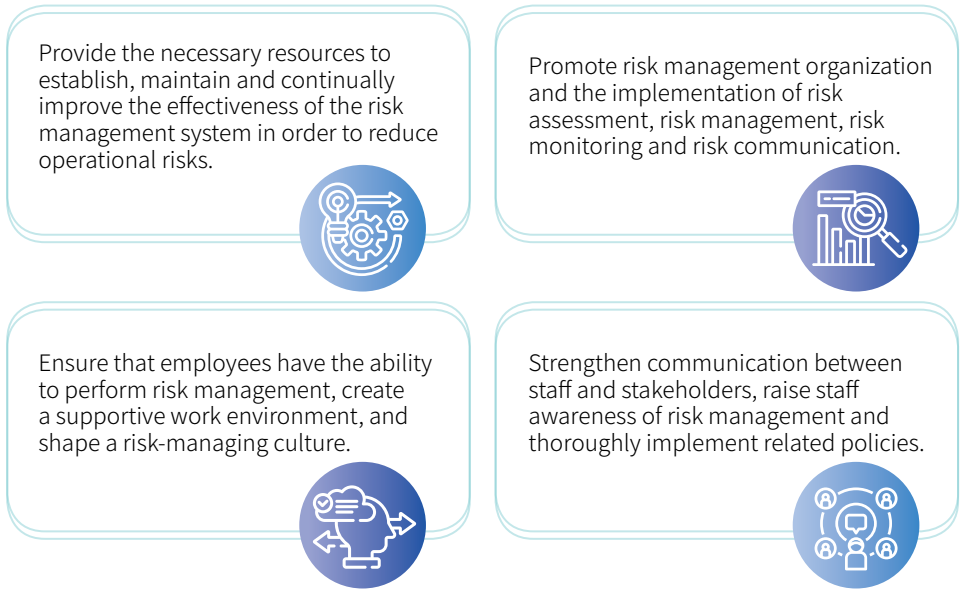 Provide the necessary resources to
establish, maintain and continually
improve the effectiveness of the risk
management system in order to reduce
operational risks.
Promote risk management organization
and the implementation of risk
assessment, risk management, risk
monitoring and risk communication.
Ensure that employees have the ability
to perform risk management, create
a supportive work environment, and
shape a risk-managing culture.
Strengthen communication between
staff and stakeholders, raise staff
awareness of risk management and
thoroughly implement related policies.